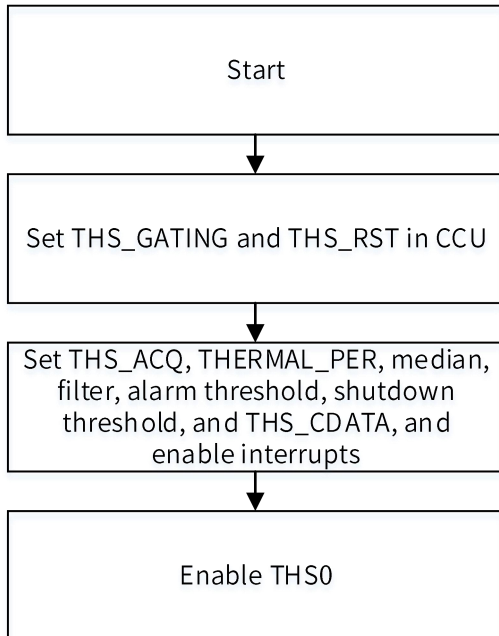 Start
Set THS_GATING and THS_RST in CCU
Set THS_ACQ, THERMAL_PER, median,
filter, alarm threshold, shutdown
threshold, and THS_CDATA, and
enable interrupts
Enable THS0